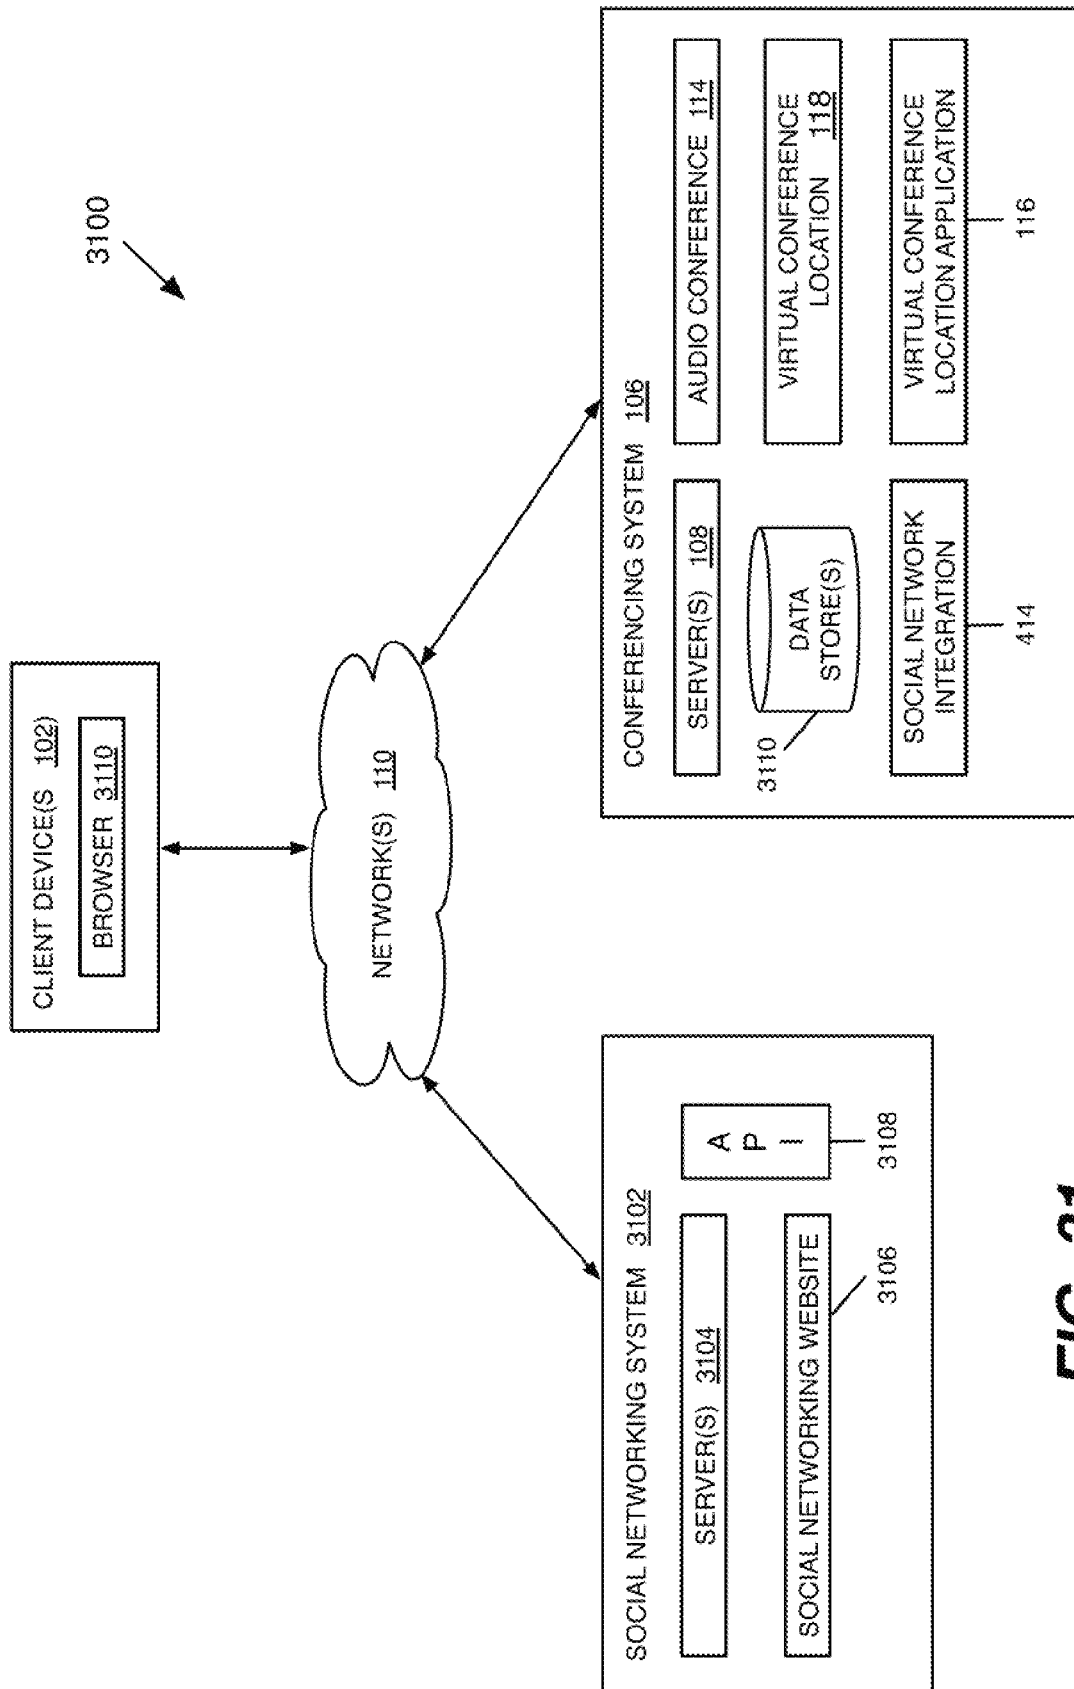 3100
CLIENT DEVICE(S 102)
BROWSER 3110
NETWORK(S) 110
SOCIAL NETWORKING SYSTEM 3102
SERVER(S) 3104
A
P
I
3108
SOCIAL NETWORKING WEBSITE
3106
CONFERENCING SYSTEM 106
SERVER(S) 108
AUDIO CONFERENCE 114
DATA
STORE(S)
3110
VIRTUAL CONFERENCE
LOCATION 118
SOCIAL NETWORK
INTEGRATION
414
VIRTUAL CONFERENCE
LOCATION APPLICATION
116